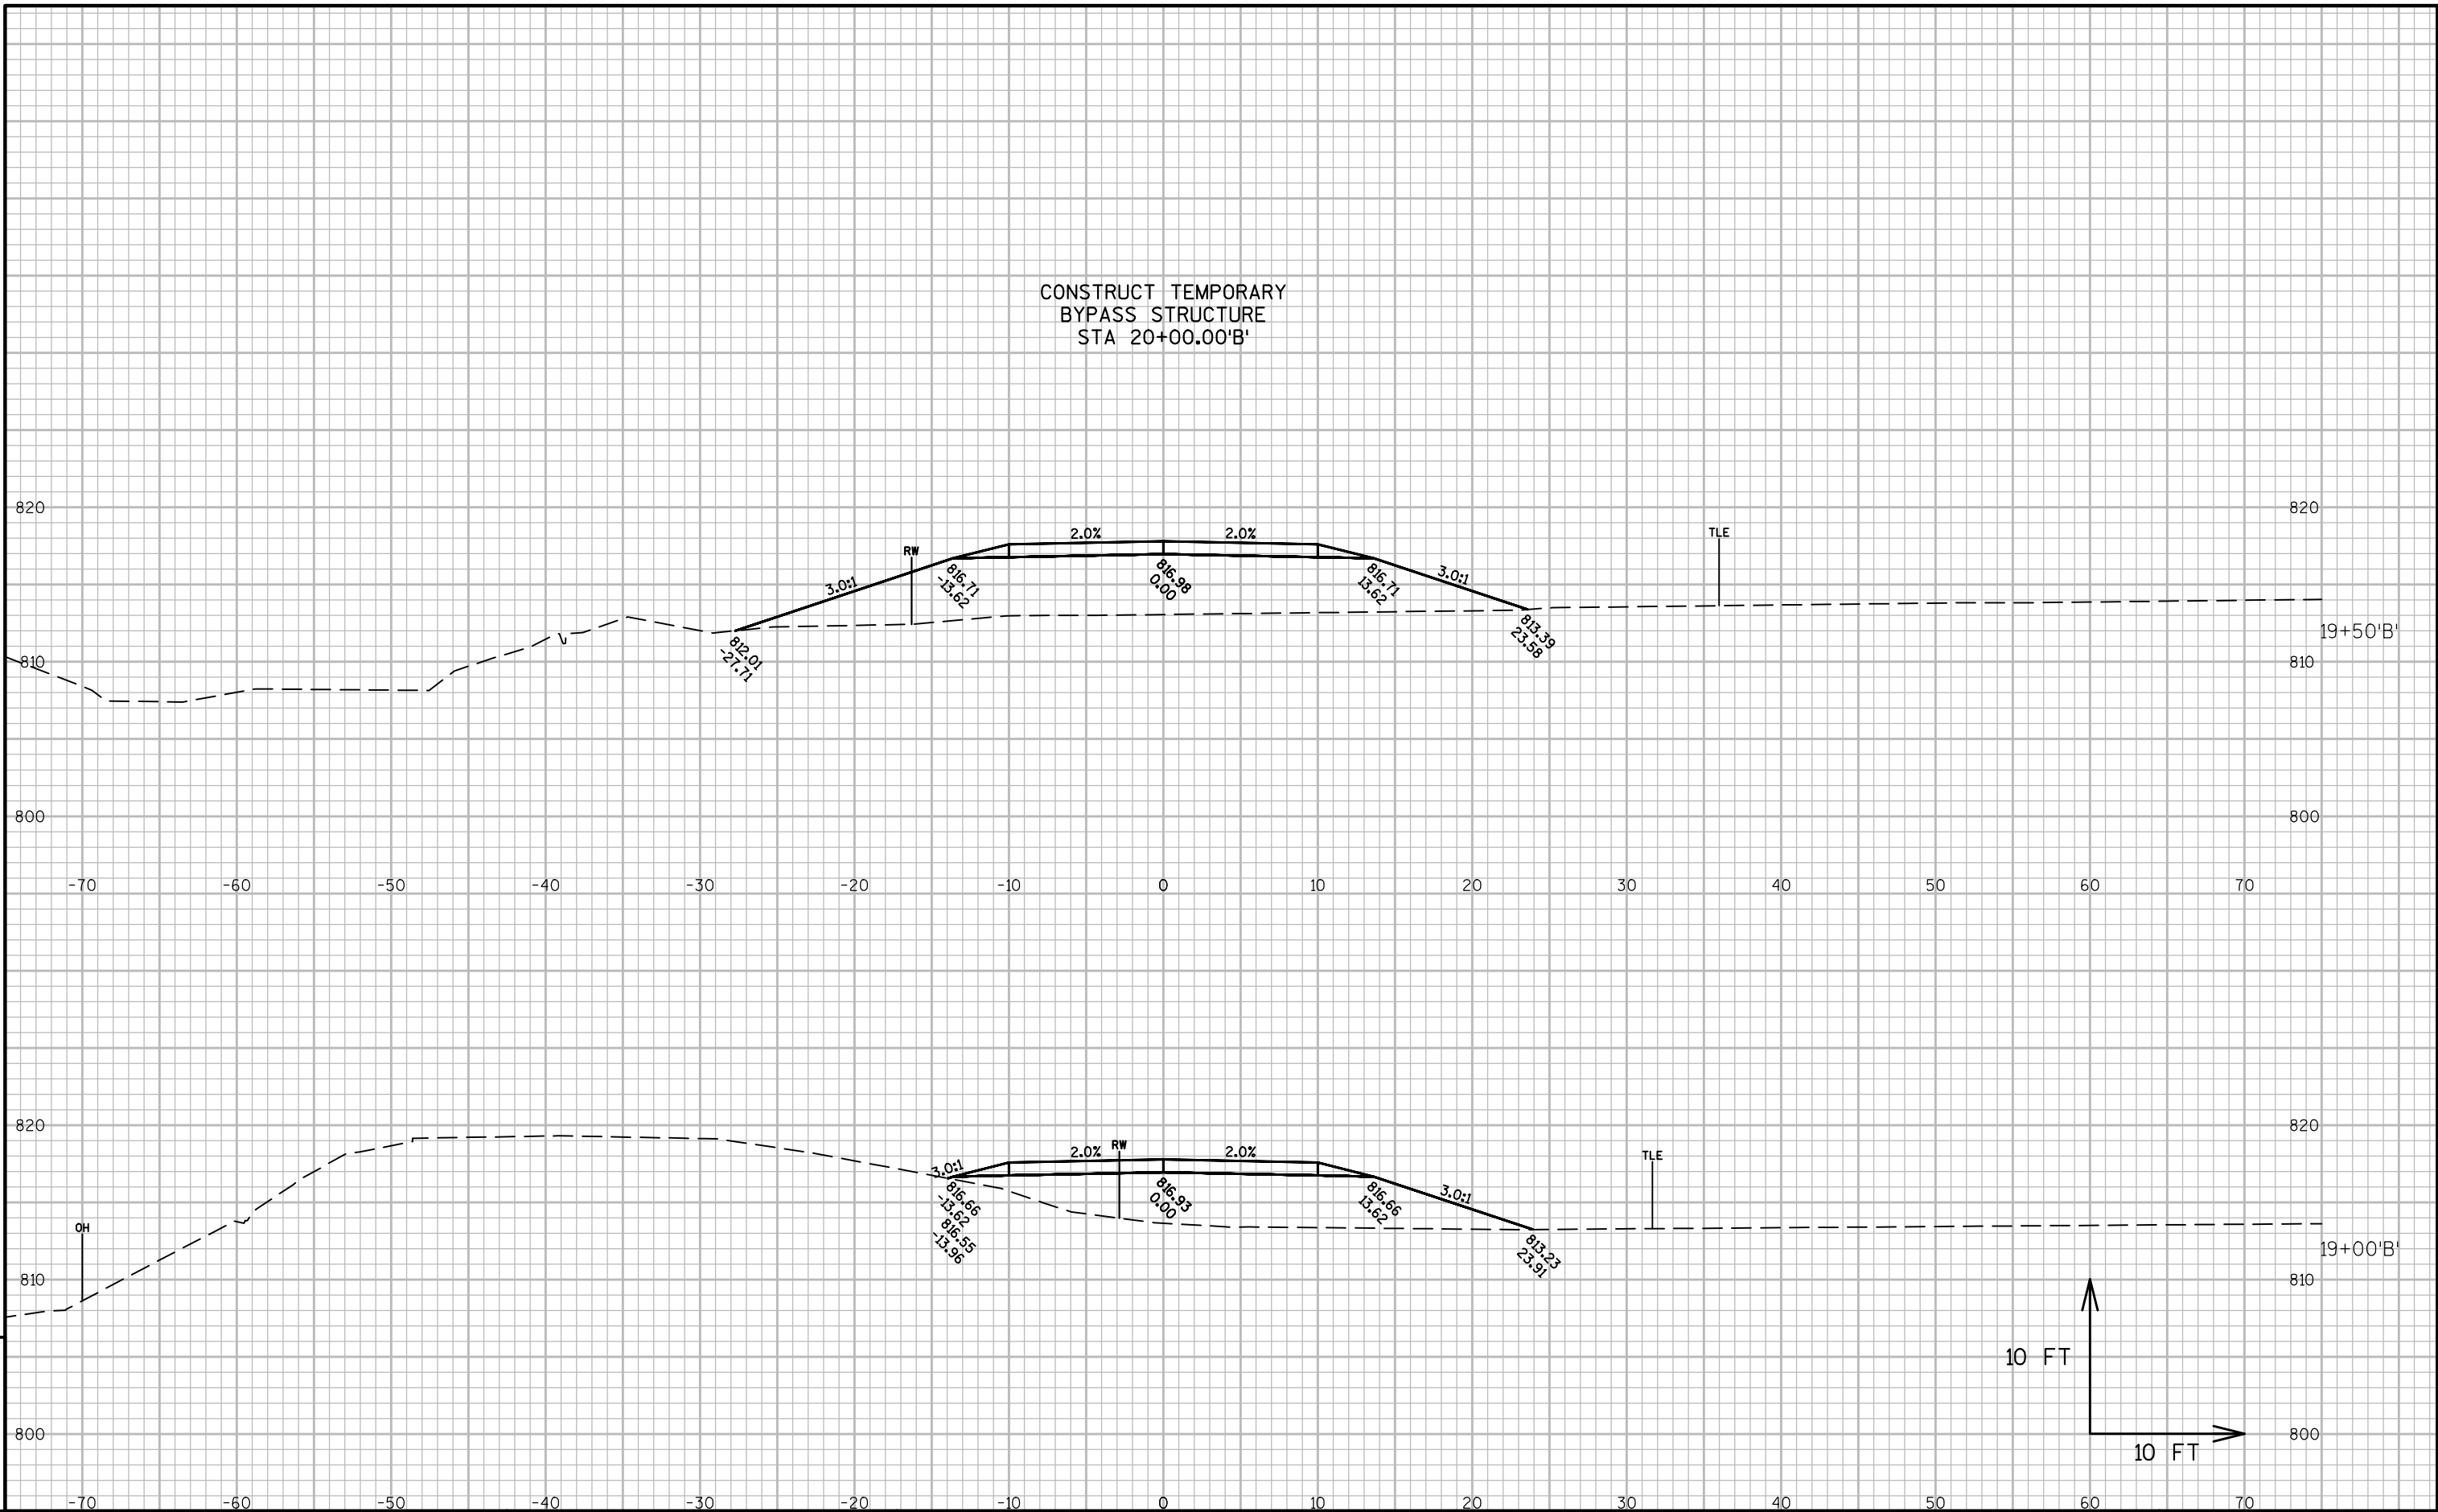 CONSTRUCT TEMPORARY
BYPASS STRUCTURE
STA 20+00.00'B'
820
820
2.0%
2.0%
RW
TLE
3.0:1
3.0:1
816.71
-13.62
816.98
0.00
816.71
13.62
812.01
-27.71
813.39
23.58
19+50'B'
810
810
800
800
-70 -60 -50 -40 -30 -20 -10 0 10 20 30 40 50 60 70
820
820
2.0%
RW
2.0%
TLE
3.0:1
3.0:1
816.66
-13.62
816.55
-13.96
816.93
0.00
816.66
13.62
813.23
23.91
OH
19+00'B'
810
810
10 FT
10 FT
800
800
-70 -60 -50 -40 -30 -20 -10 0 10 20 30 40 50 60 70